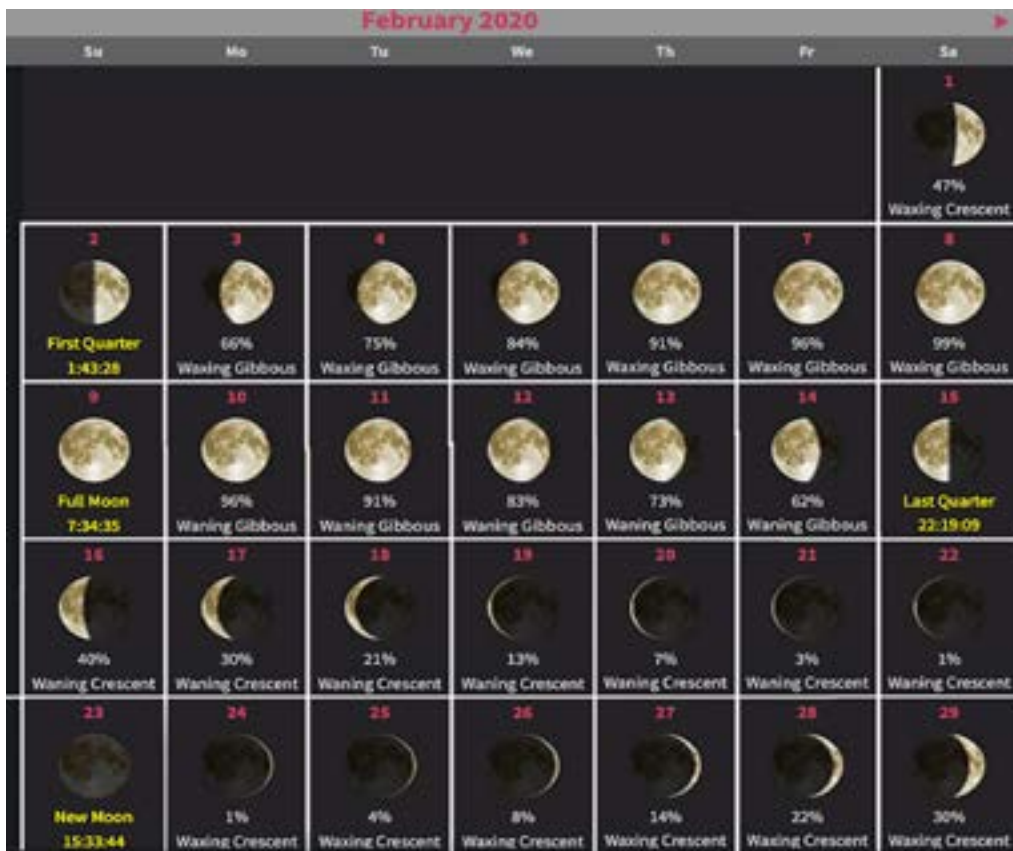 February 2020
Su Mo Tu We Th Fr Sa
1
47%
Waxing Crescent
2 3 4 5 6 7 8
First Quarter 66% 75% 84% 91% 96% 99%
1:43:28 Waxing Gibbous Waxing Gibbous Waxing Gibbous Waxing Gibbous Waxing Gibbous Waxing Gibbous
9 10 11 12 13 14 15
Full Moon 96% 91% 83% 73% 62% Last Quarter
7:34:35 Waning Gibbous Waning Gibbous Waning Gibbous Waning Gibbous Waning Gibbous 22:19:09
16 17 18 19 20 21 22
40% 30% 21% 13% 7% 3% 1%
Waning Crescent Waning Crescent Waning Crescent Waning Crescent Waning Crescent Waning Crescent Waning Crescent
23 24 25 26 27 28 29
New Moon 1% 4% 8% 14% 22% 30%
15:33:44 Waxing Crescent Waxing Crescent Waxing Crescent Waxing Crescent Waxing Crescent Waxing Crescent